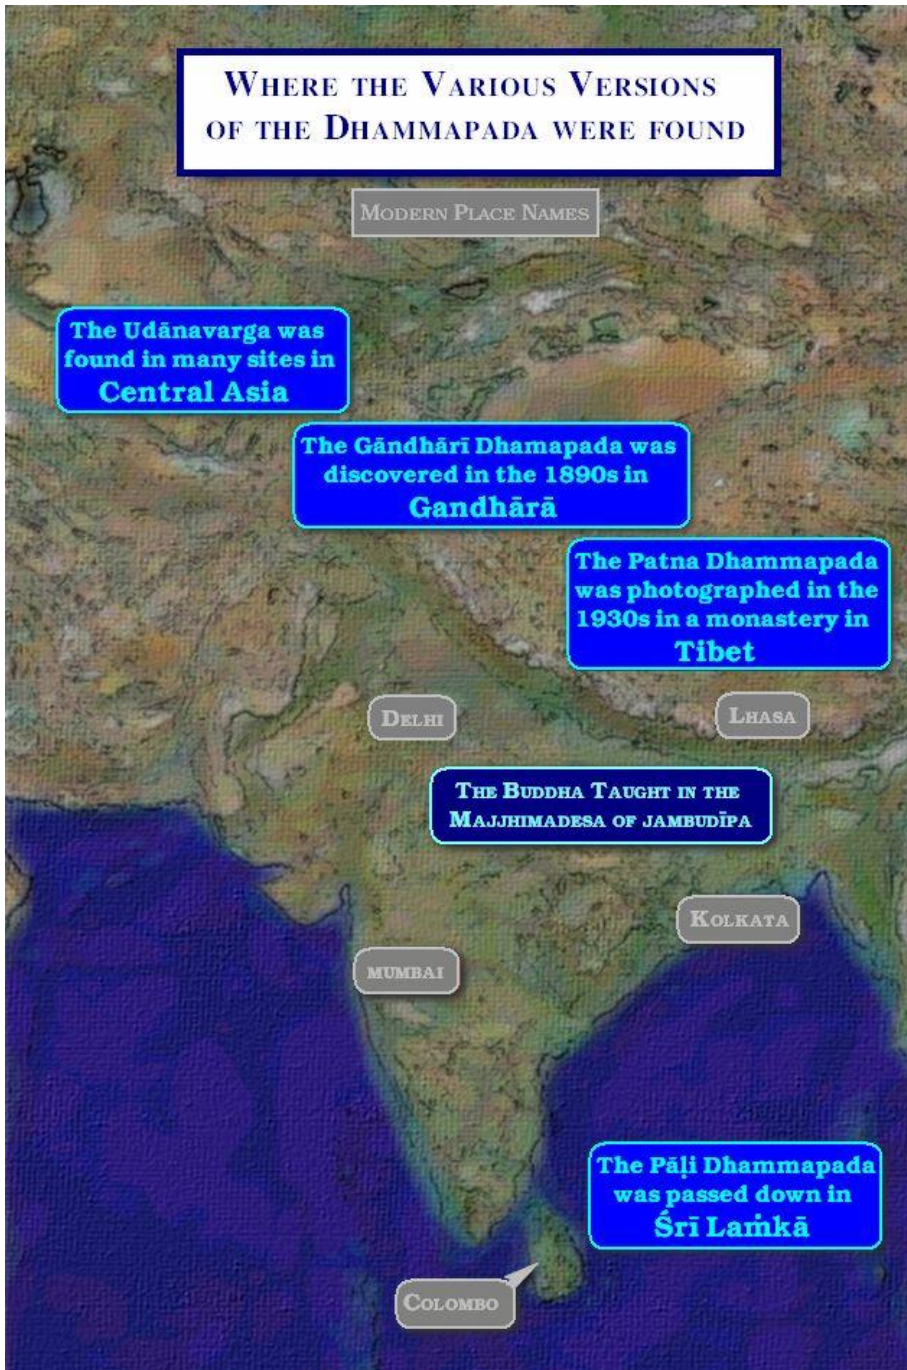 WHERE THE VARIOUS VERSIONS
OF THE DHAMMAPADA WERE FOUND
MODERN PLACE NAMES
The Udānavarga was
found in many sites in
Central Asia
The Gāndhārī Dhamapada was
discovered in the 1890s in
Gandhārā
The Patna Dhammapada
was photographed in the
1930s in a monastery in
Tibet
DELHI
LHASA
THE BUDDHA TAUGHT IN THE
MAJJHIMADESA OF JAMBUDĪPA
KOLKATA
MUMBAI
The Pāḷi Dhammapada
was passed down in
Śrī Laṁkā
COLOMBO